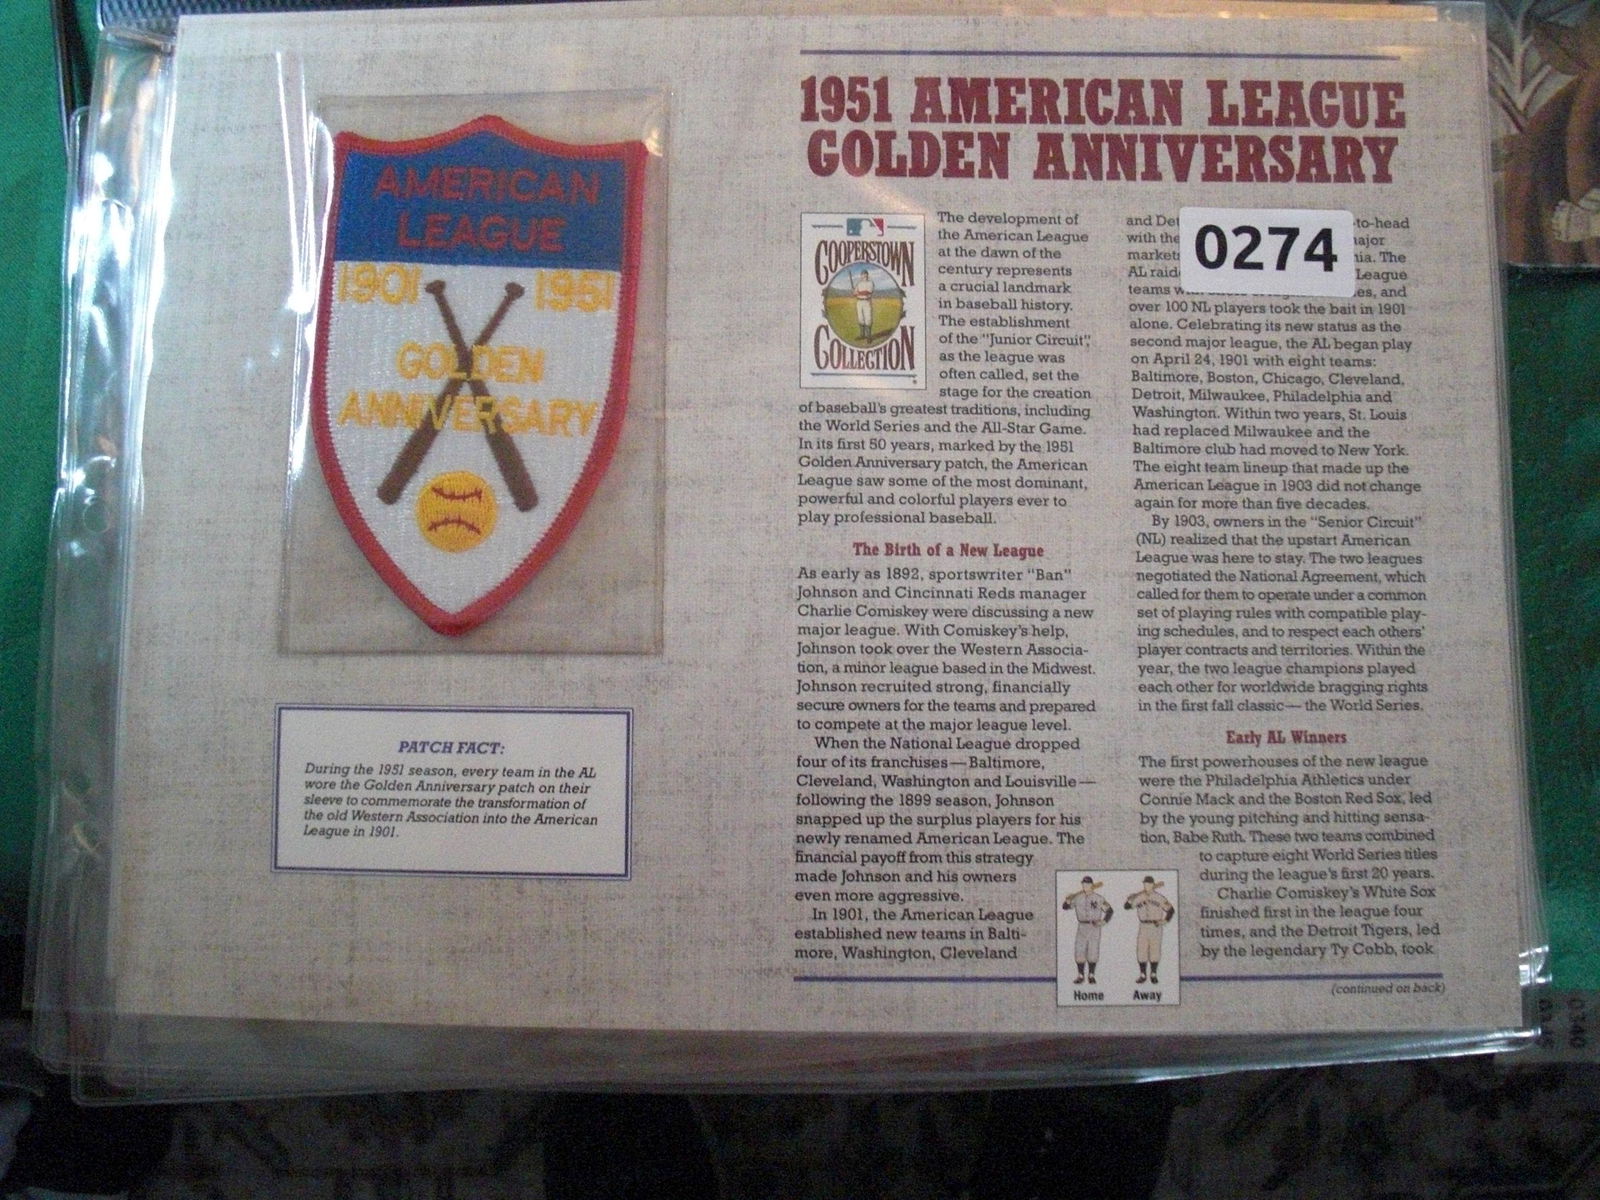 AMERICAN
LEAGUE
1901 1951
GOLDEN
ANNIVERSARY
PATCH FACT:
During the 1951 season, every team in the AL
wore the Golden Anniversary patch on their
sleeve to commemorate the transformation of
the old Western Association into the American
League in 1901.
1951 AMERICAN LEAGUE
GOLDEN ANNIVERSARY
COOPERSTOWN
COLLECTION
The development of
the American League
at the dawn of the
century represents
a crucial landmark
in baseball history.
The establishment
of the "Junior Circuit",
as the league was
often called, set the
stage for the creation
of baseball's greatest traditions, including
the World Series and the All-Star Game.
In its first 50 years, marked by the 1951
Golden Anniversary patch, the American
League saw some of the most dominant,
powerful and colorful players ever to
play professional baseball.
The Birth of a New League
As early as 1892, sportswriter "Ban"
Johnson and Cincinnati Reds manager
Charlie Comiskey were discussing a new
major league. With Comiskey's help,
Johnson took over the Western Associa-
tion, a minor league based in the Midwest.
Johnson recruited strong, financially
secure owners for the teams and prepared
to compete at the major league level.
When the National League dropped
four of its franchises—Baltimore,
Cleveland, Washington and Louisville—
following the 1899 season, Johnson
snapped up the surplus players for his
newly renamed American League. The
financial payoff from this strategy
made Johnson and his owners
even more aggressive.
In 1901, the American League
established new teams in Balti-
more, Washington, Cleveland
0274
and -to-head
with the
market The
AL raid League
teams and
over 100 NL players took the bait in 1901
alone. Celebrating its new status as the
second major league, the AL began play
on April 24, 1901 with eight teams:
Baltimore, Boston, Chicago, Cleveland,
Detroit, Milwaukee, Philadelphia and
Washington. Within two years, St. Louis
had replaced Milwaukee and the
Baltimore club had moved to New York.
The eight team lineup that made up the
American League in 1903 did not change
again for more than five decades.
By 1903, owners in the "Senior Circuit"
(NL) realized that the upstart American
League was here to stay. The two leagues
negotiated the National Agreement, which
called for them to operate under a common
set of playing rules with compatible play-
ing schedules, and to respect each others'
player contracts and territories. Within the
year, the two league champions played
each other for worldwide bragging rights
in the first fall classic—the World Series.
Early AL Winners
The first powerhouses of the new league
were the Philadelphia Athletics under
Connie Mack and the Boston Red Sox, led
by the young pitching and hitting sensa-
tion, Babe Ruth. These two teams combined
to capture eight World Series titles
during the league's first 20 years.
Charlie Comiskey's White Sox
finished first in the league four
times, and the Detroit Tigers, led
by the legendary Ty Cobb, took
Home Away
(continued on back)